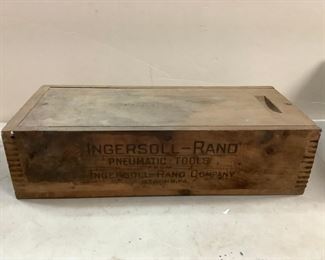 INGERSOLL-RAND
PNEUMATIC TOOLS
INGERSOLL-RAND COMPANY